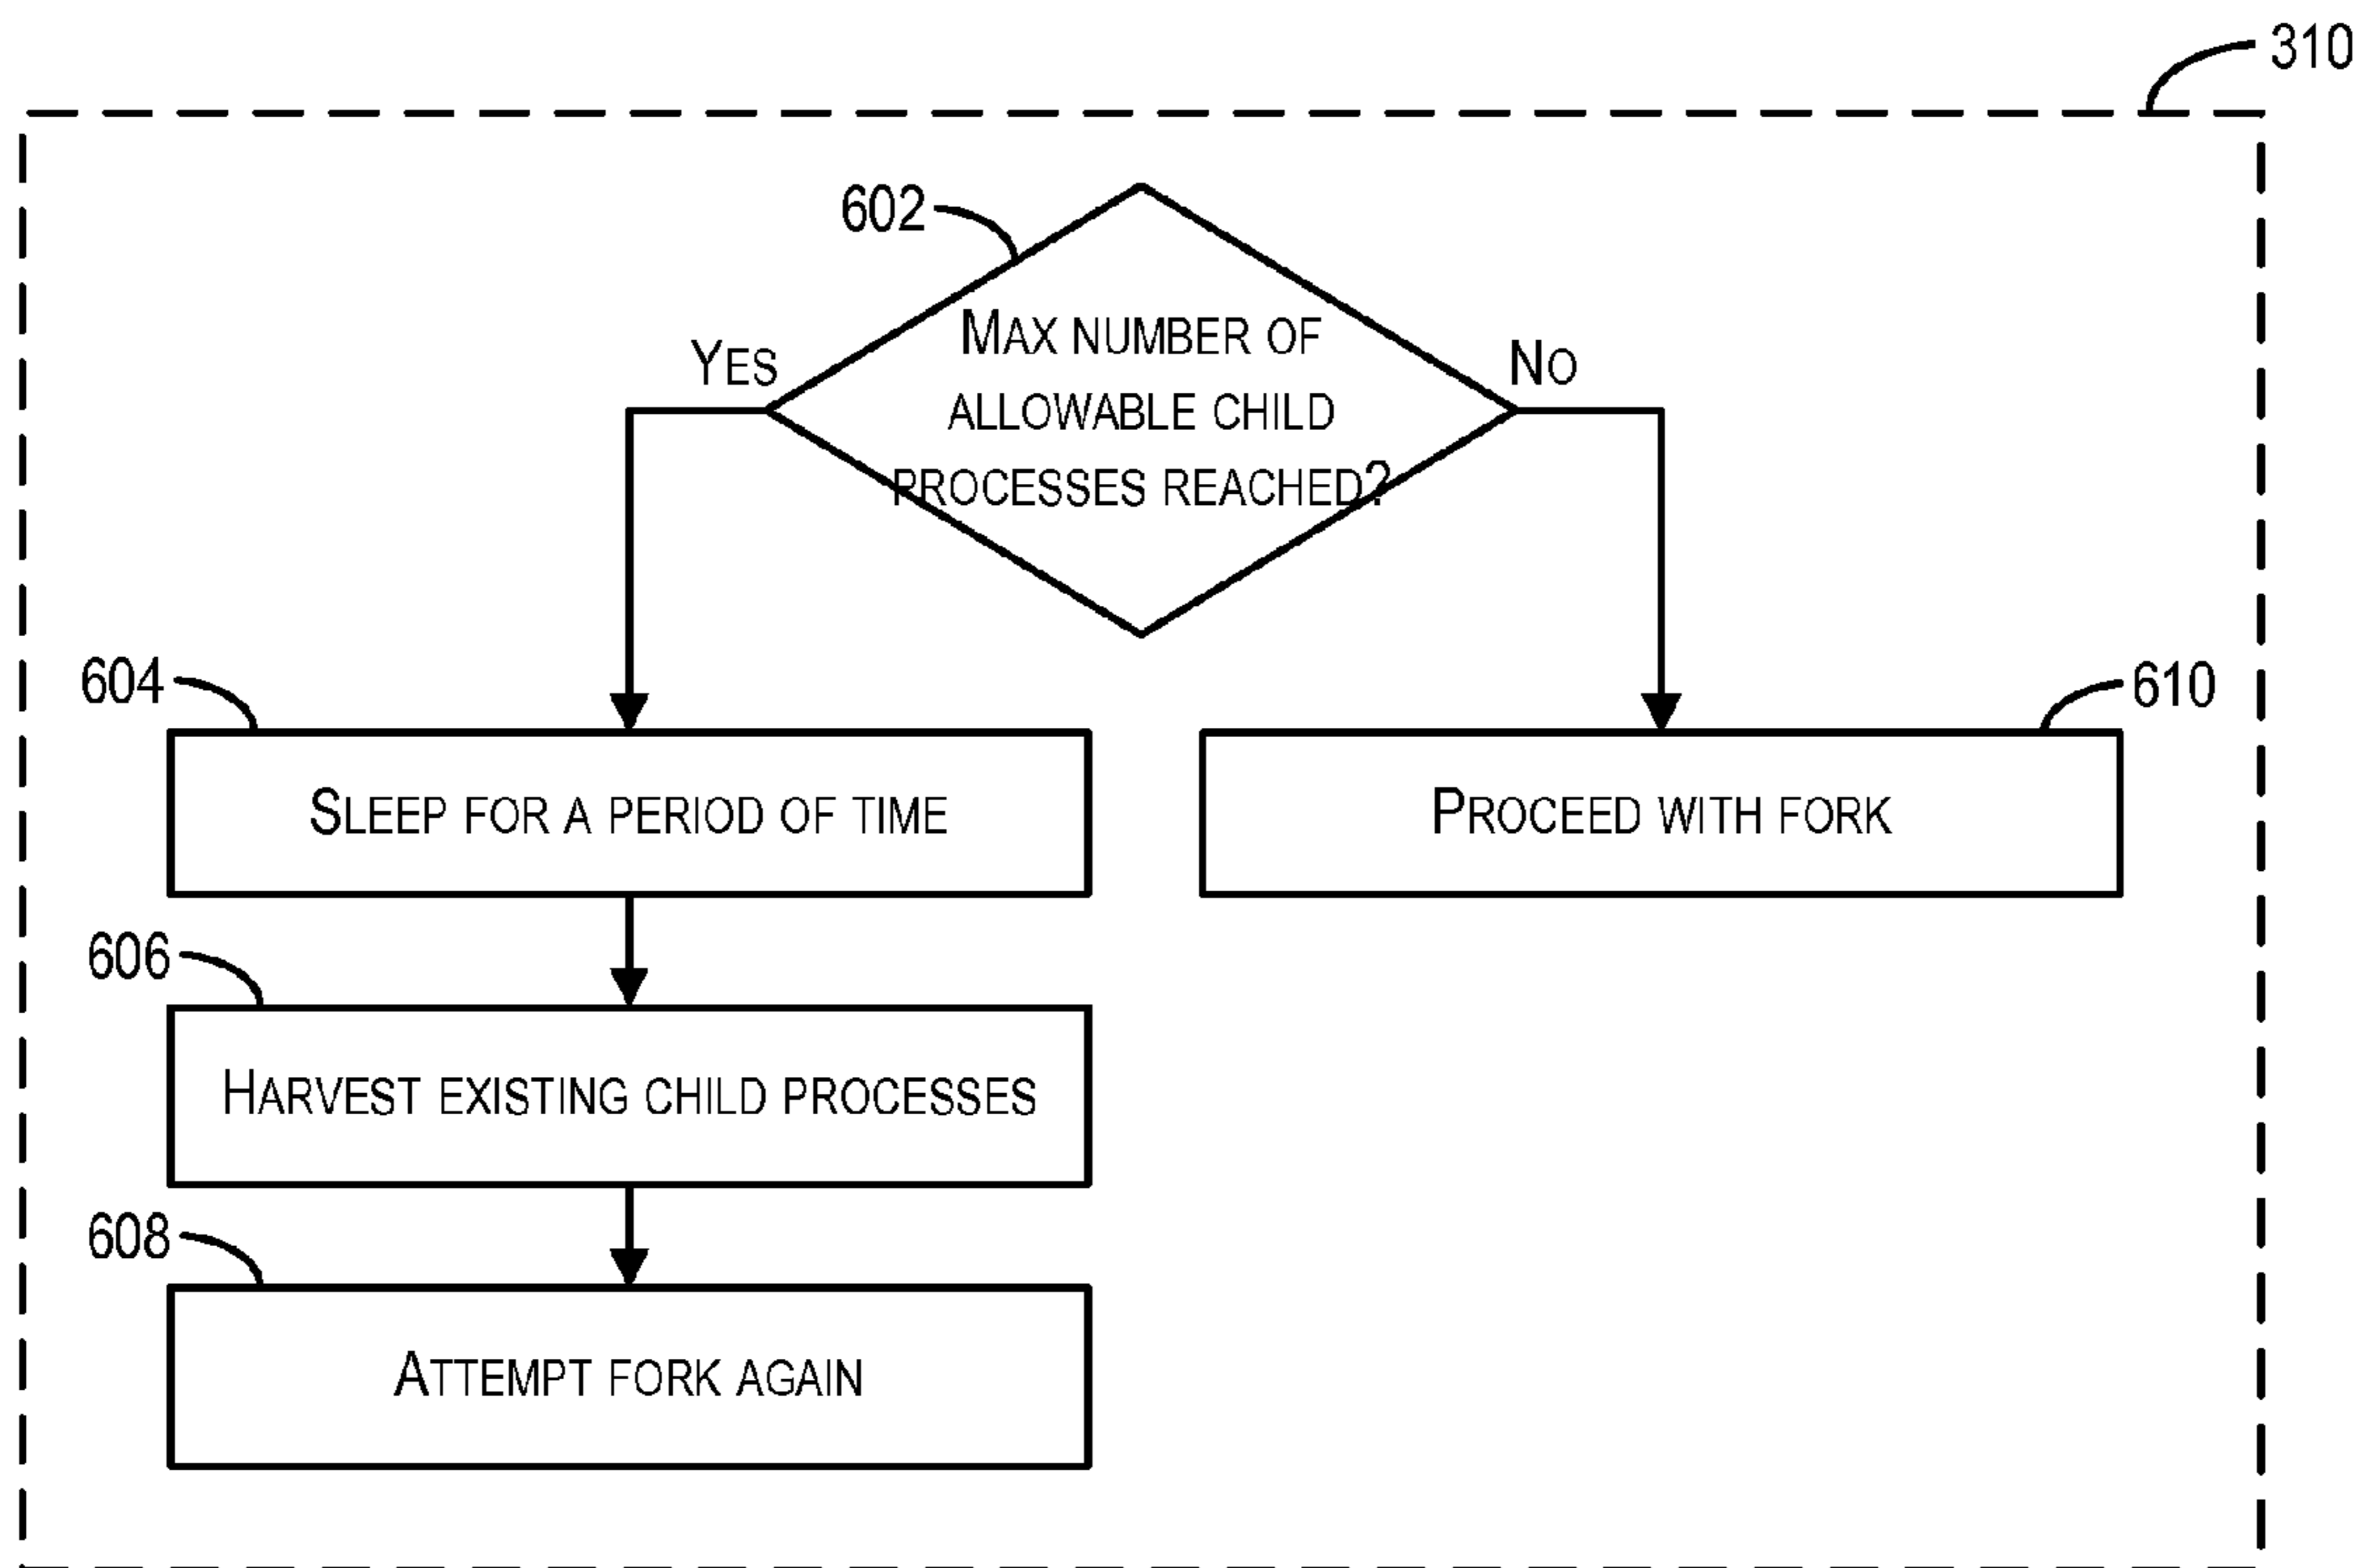 310
602
MAX NUMBER OF
ALLOWABLE CHILD
PROCESSES REACHED?
YES
NO
604
610
SLEEP FOR A PERIOD OF TIME
PROCEED WITH FORK
606
HARVEST EXISTING CHILD PROCESSES
608
ATTEMPT FORK AGAIN